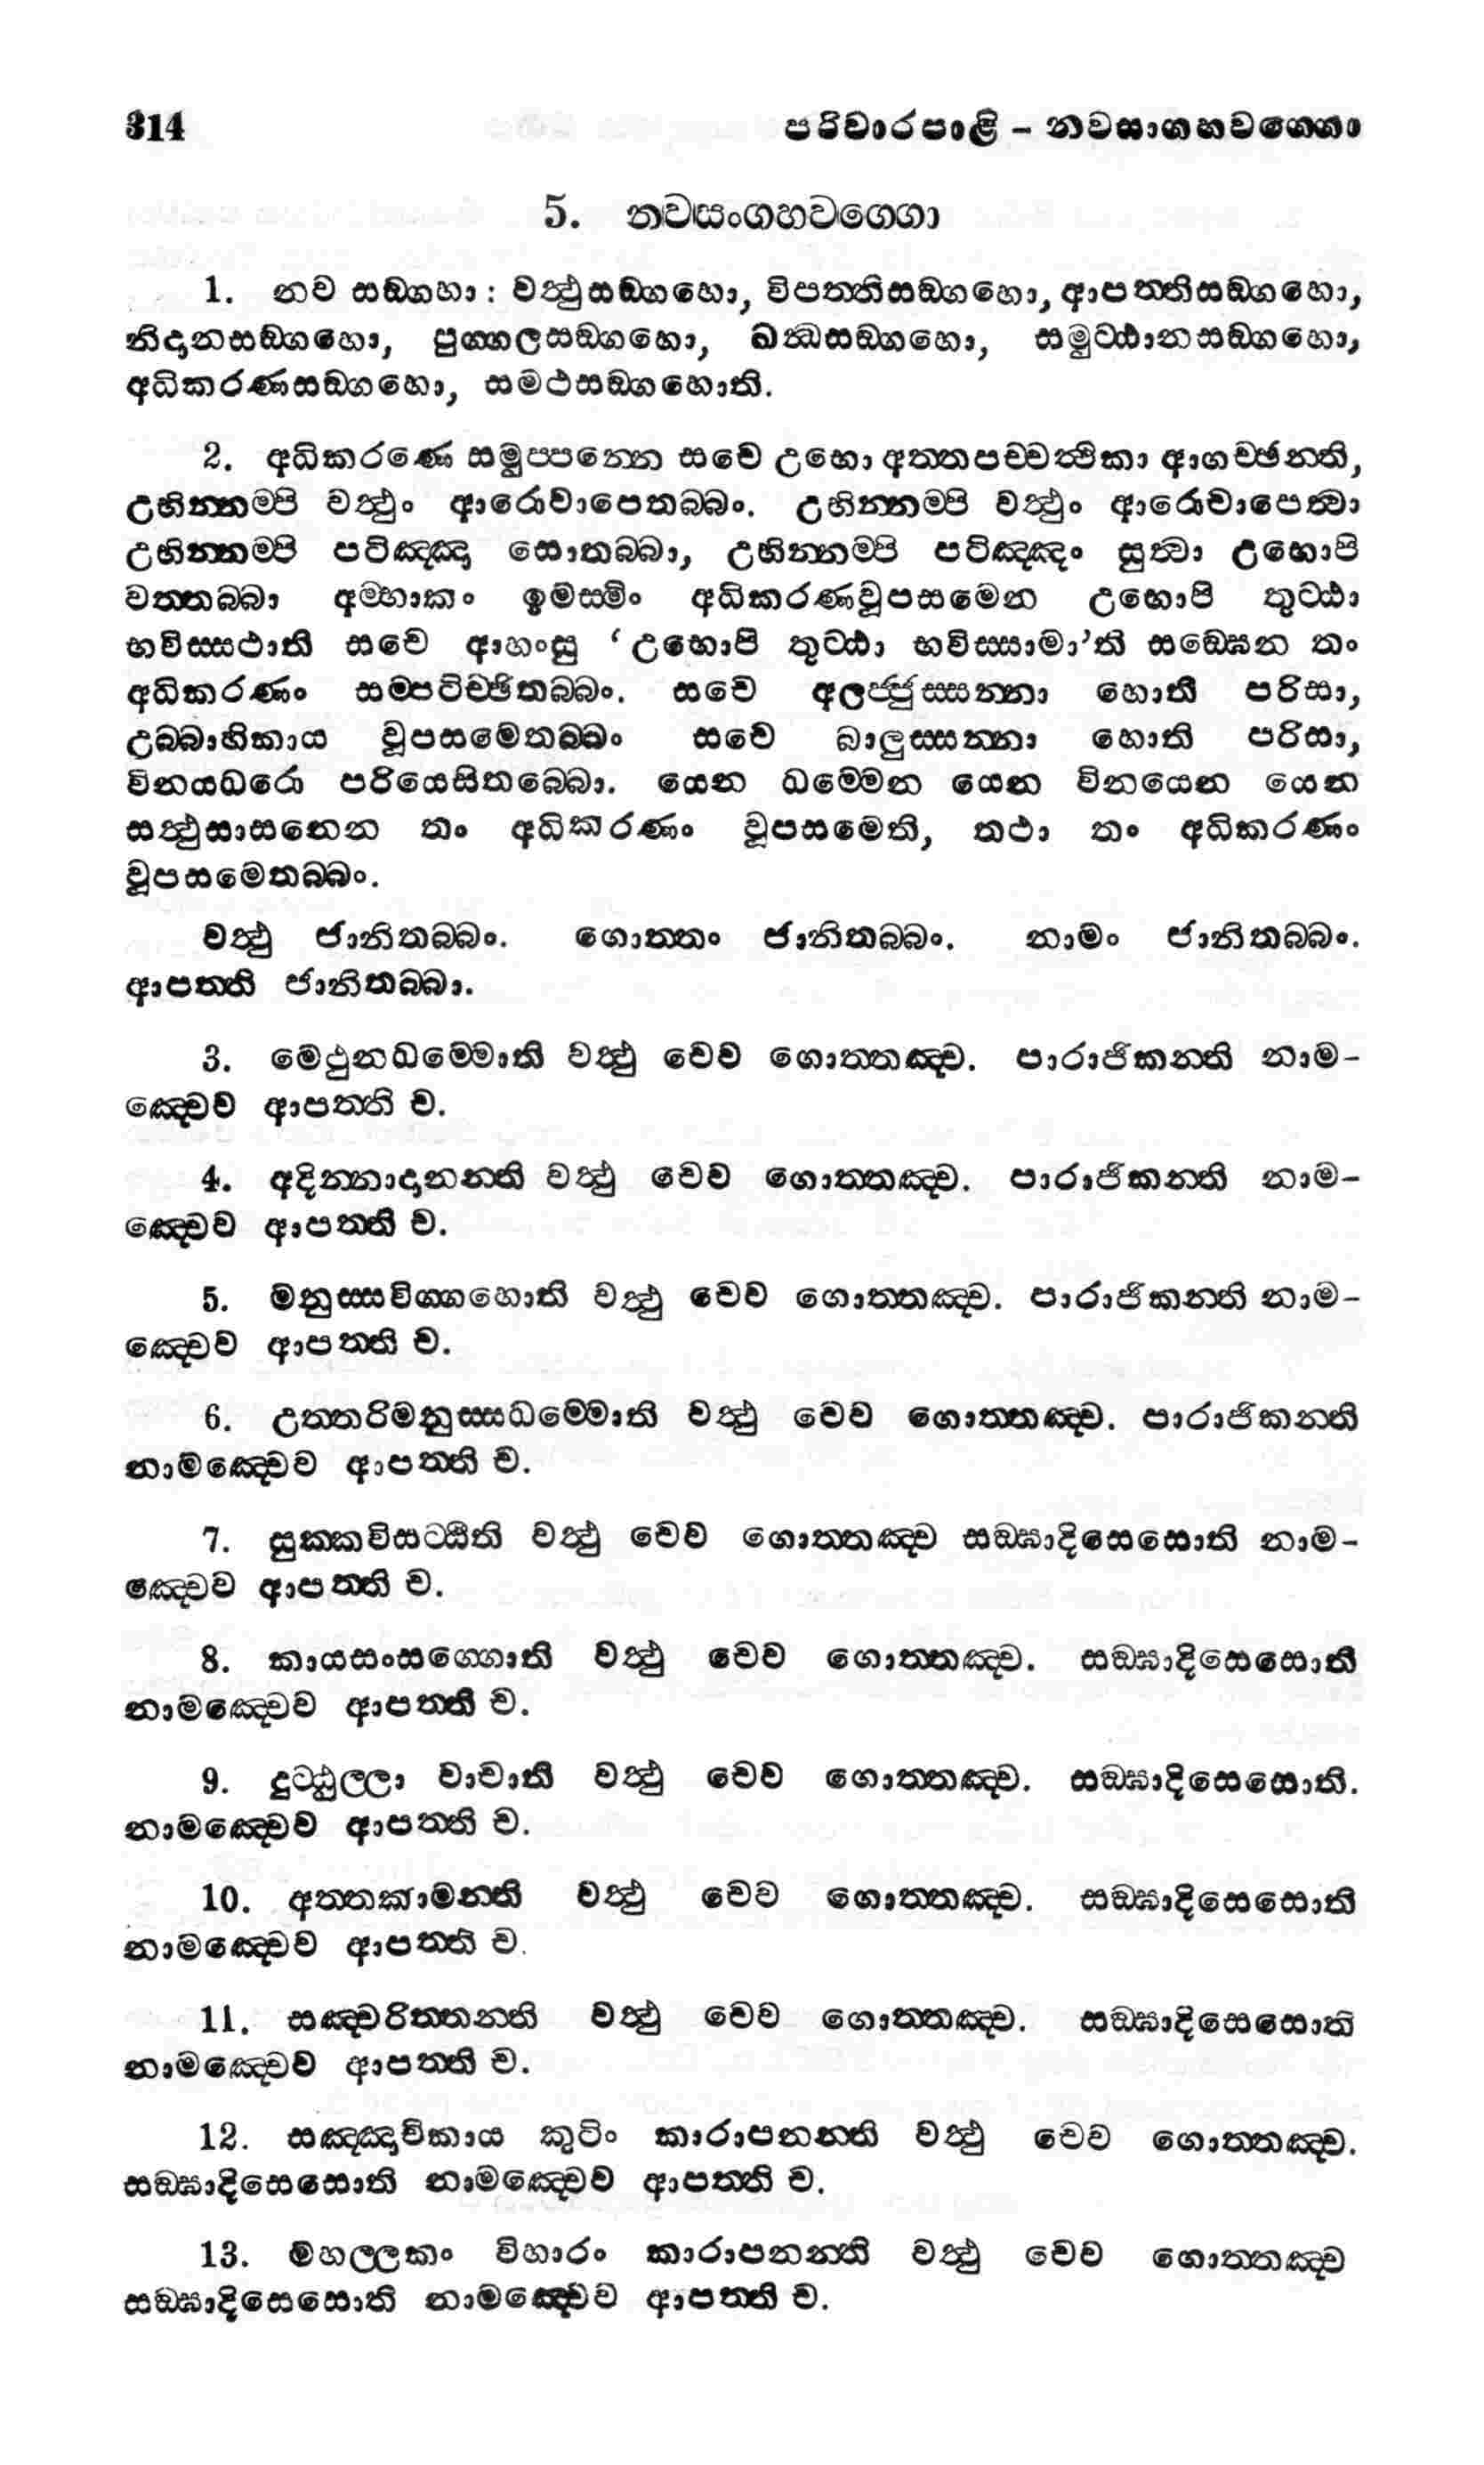 314 පරිවාරපාළි – නවසංගහවග්ගො
5. නවසංගහවග්ගො
1. නව සඞ්ගහා : වත්ථුසඞ්ගහො, විපත්තිසඞ්ගහො, ආපත්තිසඞ්ගහො,
නිදානසඞ්ගහො, පුග්ගලසඞ්ගහො, ඛන්ධසඞ්ගහො, සමුට්ඨානසඞ්ගහො,
අධිකරණසඞ්ගහො, සමථසඞ්ගහොති.
2. අධිකරණෙ සමුප්පන්නෙ සචෙ උභො අත්තපච්චත්ථිකා ආගච්ඡන්ති,
උභින්නම්පි වත්ථුං ආරොචාපෙතබ්බං. උභින්නම්පි වත්ථුං ආරොචාපෙත්වා
උභින්නම්පි පටිඤ්ඤා සොතබ්බා, උභින්නම්පි පටිඤ්ඤං සුත්වා උභොපි
වත්තබ්බා අම්හාකං ඉමස්මිං අධිකරණවූපසමෙන උභොපි තුට්ඨා
භවිස්සථාති සචෙ ආහංසු ‘උභොපි තුට්ඨා භවිස්සාමා’ති සඞ්ඝෙන තං
අධිකරණං සම්පටිච්ඡිතබ්බං. සචෙ අලජ්ජුස්සන්නා හොති පරිසා,
උබ්බාහිකාය වූපසමෙතබ්බං සචෙ බාලුස්සන්නා හොති පරිසා,
විනයධරො පරියෙසිතබ්බො. යෙන ධම්මෙන යෙන විනයෙන යෙන
සත්ථුසාසනෙන තං අධිකරණං වූපසමෙති, තථා තං අධිකරණං
වූපසමෙතබ්බං.
වත්ථු ජානිතබ්බං. ගොත්තං ජානිතබ්බං. නාමං ජානිතබ්බං.
ආපත්ති ජානිතබ්බා.
3. මෙථුනධම්මොති වත්ථු චෙව ගොත්තඤ්ච. පාරාජිකන්ති නාම-
ඤ්චෙව ආපත්ති ච.
4. අදින්නාදානන්ති වත්ථු චෙව ගොත්තඤ්ච. පාරාජිකන්ති නාම-
ඤ්චෙව ආපත්ති ච.
5. මනුස්සවිග්ගහොති වත්ථු චෙව ගොත්තඤ්ච. පාරාජිකන්ති නාම-
ඤ්චෙව ආපත්ති ච.
6. උත්තරිමනුස්සධම්මොති වත්ථු චෙව ගොත්තඤ්ච. පාරාජිකන්ති
නාමඤ්චෙව ආපත්ති ච.
7. සුක්කවිසට්ඨීති වත්ථු චෙව ගොත්තඤ්ච සඞ්ඝාදිසෙසොති නාම-
ඤ්චෙව ආපත්ති ච.
8. කායසංසග්ගොති වත්ථු චෙව ගොත්තඤ්ච. සඞ්ඝාදිසෙසොති
නාමඤ්චෙව ආපත්ති ච.
9. දුට්ඨුල්ලා වාචාති වත්ථු චෙව ගොත්තඤ්ච. සඞ්ඝාදිසෙසොති.
නාමඤ්චෙව ආපත්ති ච.
10. අත්තකාමන්ති වත්ථු චෙව ගොත්තඤ්ච. සඞ්ඝාදිසෙසොති
නාමඤ්චෙව ආපත්ති ච.
11. සඤ්චරිත්තන්ති වත්ථු චෙව ගොත්තඤ්ච. සඞ්ඝාදිසෙසොති
නාමඤ්චෙව ආපත්ති ච.
12. සඤ්ඤාචිකාය කුටිං කාරාපනන්ති වත්ථු චෙව ගොත්තඤ්ච.
සඞ්ඝාදිසෙසොති නාමඤ්චෙව ආපත්ති ච.
13. මහල්ලකං විහාරං කාරාපනන්ති වත්ථු චෙව ගොත්තඤ්ච
සඞ්ඝාදිසෙසොති නාමඤ්චෙව ආපත්ති ච.